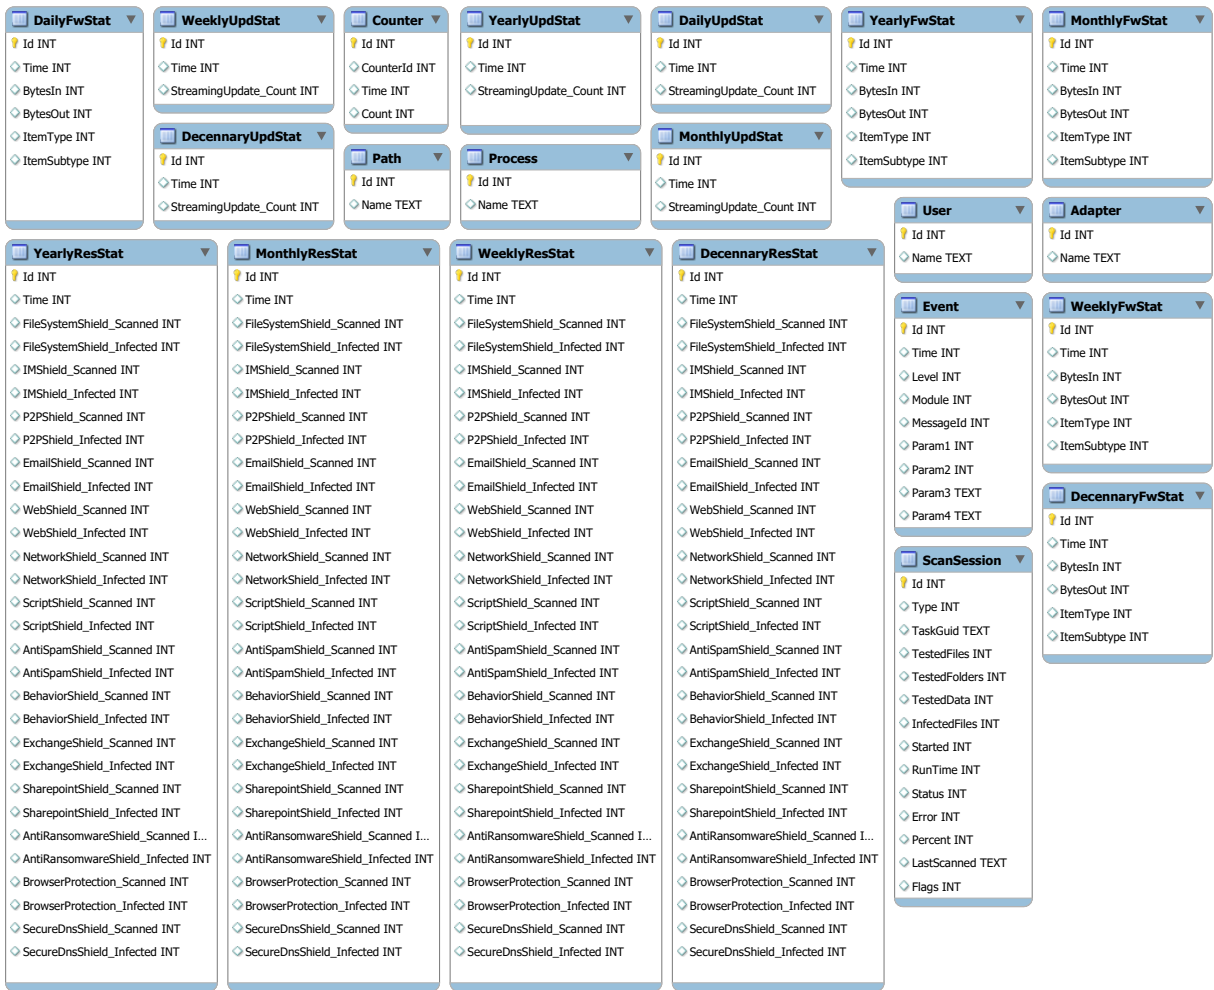 DailyFwStat
Id INT
Time INT
BytesIn INT
BytesOut INT
ItemType INT
ItemSubtype INT
WeeklyUpdStat
Id INT
Time INT
StreamingUpdate_Count INT
Counter
Id INT
CounterId INT
Time INT
Count INT
YearlyUpdStat
Id INT
Time INT
StreamingUpdate_Count INT
DailyUpdStat
Id INT
Time INT
StreamingUpdate_Count INT
YearlyFwStat
Id INT
Time INT
BytesIn INT
BytesOut INT
ItemType INT
ItemSubtype INT
MonthlyFwStat
Id INT
Time INT
BytesIn INT
BytesOut INT
ItemType INT
ItemSubtype INT
DecennaryUpdStat
Id INT
Time INT
StreamingUpdate_Count INT
Path
Id INT
Name TEXT
Process
Id INT
Name TEXT
MonthlyUpdStat
Id INT
Time INT
StreamingUpdate_Count INT
User
Id INT
Name TEXT
Adapter
Id INT
Name TEXT
YearlyResStat
Id INT
Time INT
FileSystemShield_Scanned INT
FileSystemShield_Infected INT
IMShield_Scanned INT
IMShield_Infected INT
P2PShield_Scanned INT
P2PShield_Infected INT
EmailShield_Scanned INT
EmailShield_Infected INT
WebShield_Scanned INT
WebShield_Infected INT
NetworkShield_Scanned INT
NetworkShield_Infected INT
ScriptShield_Scanned INT
ScriptShield_Infected INT
AntiSpamShield_Scanned INT
AntiSpamShield_Infected INT
BehaviorShield_Scanned INT
BehaviorShield_Infected INT
ExchangeShield_Scanned INT
ExchangeShield_Infected INT
SharepointShield_Scanned INT
SharepointShield_Infected INT
AntiRansomwareShield_Scanned I...
AntiRansomwareShield_Infected INT
BrowserProtection_Scanned INT
BrowserProtection_Infected INT
SecureDnsShield_Scanned INT
SecureDnsShield_Infected INT
MonthlyResStat
Id INT
Time INT
FileSystemShield_Scanned INT
FileSystemShield_Infected INT
IMShield_Scanned INT
IMShield_Infected INT
P2PShield_Scanned INT
P2PShield_Infected INT
EmailShield_Scanned INT
EmailShield_Infected INT
WebShield_Scanned INT
WebShield_Infected INT
NetworkShield_Scanned INT
NetworkShield_Infected INT
ScriptShield_Scanned INT
ScriptShield_Infected INT
AntiSpamShield_Scanned INT
AntiSpamShield_Infected INT
BehaviorShield_Scanned INT
BehaviorShield_Infected INT
ExchangeShield_Scanned INT
ExchangeShield_Infected INT
SharepointShield_Scanned INT
SharepointShield_Infected INT
AntiRansomwareShield_Scanned I...
AntiRansomwareShield_Infected INT
BrowserProtection_Scanned INT
BrowserProtection_Infected INT
SecureDnsShield_Scanned INT
SecureDnsShield_Infected INT
WeeklyResStat
Id INT
Time INT
FileSystemShield_Scanned INT
FileSystemShield_Infected INT
IMShield_Scanned INT
IMShield_Infected INT
P2PShield_Scanned INT
P2PShield_Infected INT
EmailShield_Scanned INT
EmailShield_Infected INT
WebShield_Scanned INT
WebShield_Infected INT
NetworkShield_Scanned INT
NetworkShield_Infected INT
ScriptShield_Scanned INT
ScriptShield_Infected INT
AntiSpamShield_Scanned INT
AntiSpamShield_Infected INT
BehaviorShield_Scanned INT
BehaviorShield_Infected INT
ExchangeShield_Scanned INT
ExchangeShield_Infected INT
SharepointShield_Scanned INT
SharepointShield_Infected INT
AntiRansomwareShield_Scanned I...
AntiRansomwareShield_Infected INT
BrowserProtection_Scanned INT
BrowserProtection_Infected INT
SecureDnsShield_Scanned INT
SecureDnsShield_Infected INT
DecennaryResStat
Id INT
Time INT
FileSystemShield_Scanned INT
FileSystemShield_Infected INT
IMShield_Scanned INT
IMShield_Infected INT
P2PShield_Scanned INT
P2PShield_Infected INT
EmailShield_Scanned INT
EmailShield_Infected INT
WebShield_Scanned INT
WebShield_Infected INT
NetworkShield_Scanned INT
NetworkShield_Infected INT
ScriptShield_Scanned INT
ScriptShield_Infected INT
AntiSpamShield_Scanned INT
AntiSpamShield_Infected INT
BehaviorShield_Scanned INT
BehaviorShield_Infected INT
ExchangeShield_Scanned INT
ExchangeShield_Infected INT
SharepointShield_Scanned INT
SharepointShield_Infected INT
AntiRansomwareShield_Scanned I...
AntiRansomwareShield_Infected INT
BrowserProtection_Scanned INT
BrowserProtection_Infected INT
SecureDnsShield_Scanned INT
SecureDnsShield_Infected INT
Event
Id INT
Time INT
Level INT
Module INT
MessageId INT
Param1 INT
Param2 INT
Param3 TEXT
Param4 TEXT
WeeklyFwStat
Id INT
Time INT
BytesIn INT
BytesOut INT
ItemType INT
ItemSubtype INT
ScanSession
Id INT
Type INT
TaskGuid TEXT
TestedFiles INT
TestedFolders INT
TestedData INT
InfectedFiles INT
Started INT
RunTime INT
Status INT
Error INT
Percent INT
LastScanned TEXT
Flags INT
DecennaryFwStat
Id INT
Time INT
BytesIn INT
BytesOut INT
ItemType INT
ItemSubtype INT